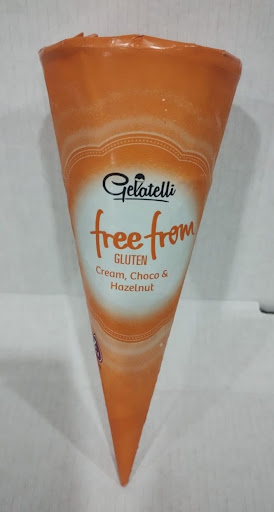 Gelatelli
free from
GLUTEN
Cream, Choco &
Hazelnut